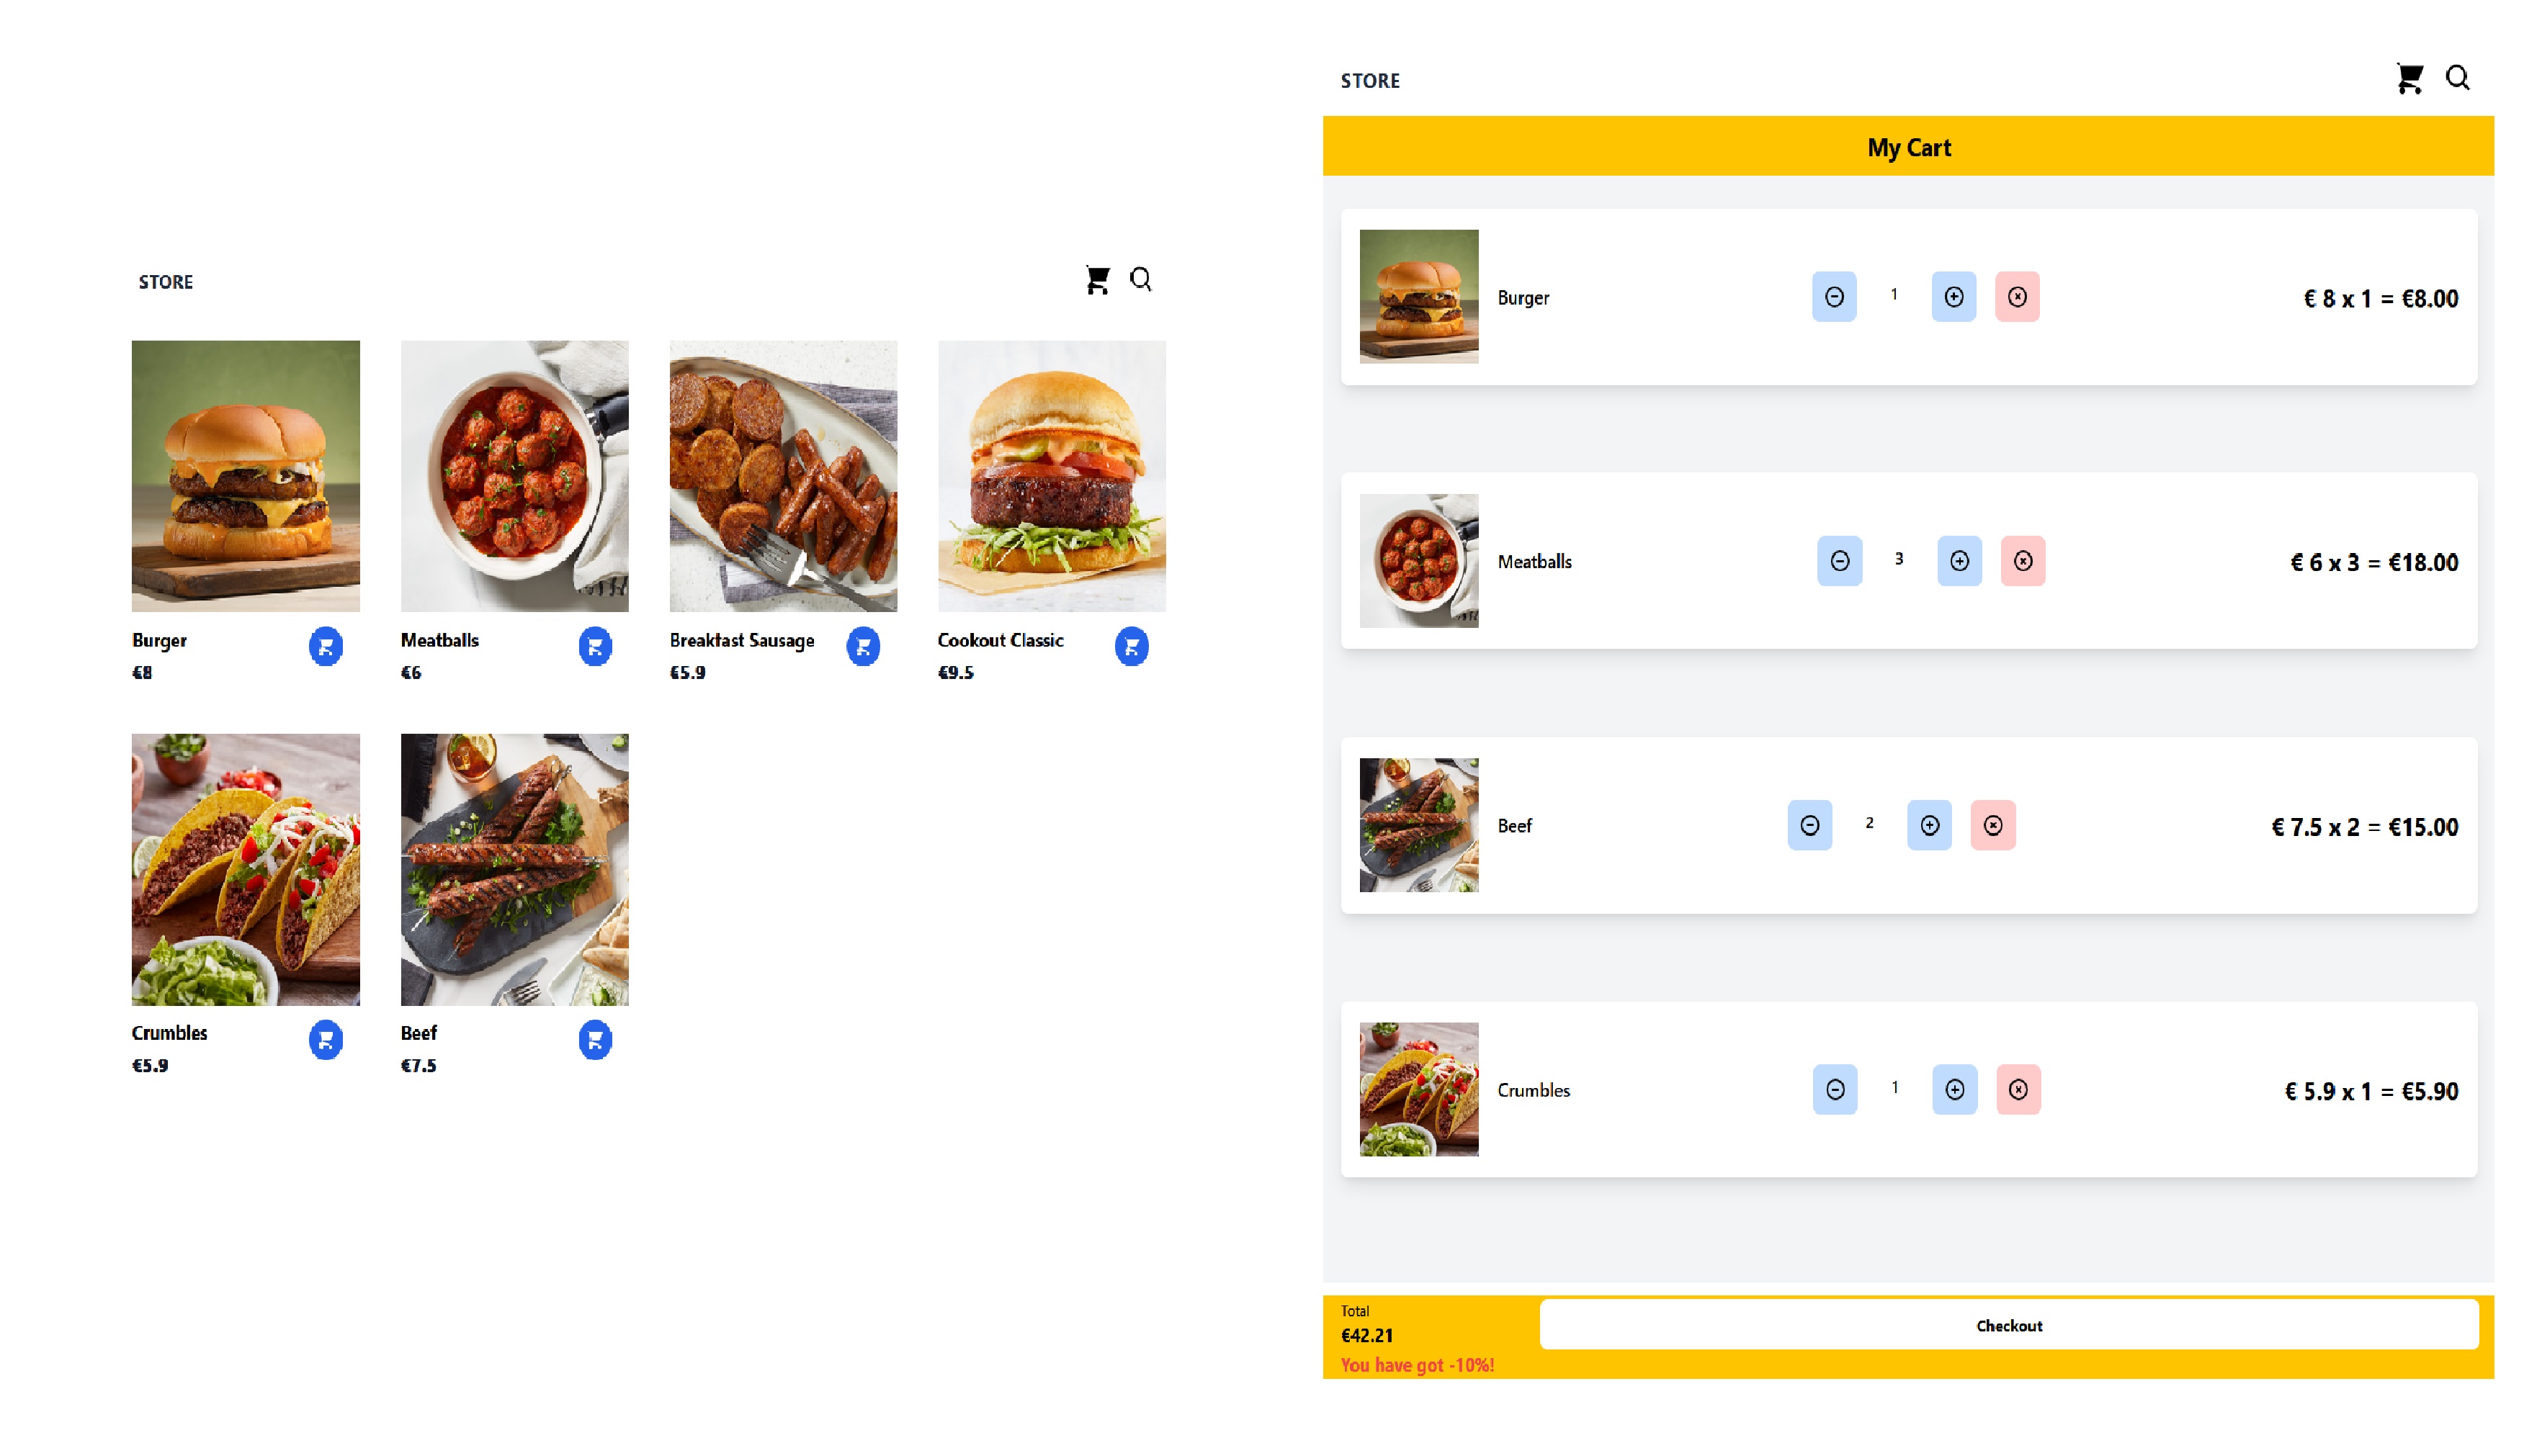 STORE
Burger
€8
Meatballs
€6
Breakfast Sausage
€5.9
Cookout Classic
€9.5
Crumbles
€5.9
Beef
€7.5
STORE
My Cart
Burger
1
€ 8 x 1 = €8.00
Meatballs
3
€ 6 x 3 = €18.00
Beef
2
€ 7.5 x 2 = €15.00
Crumbles
1
€ 5.9 x 1 = €5.90
Total
€42.21
You have got -10%!
Checkout